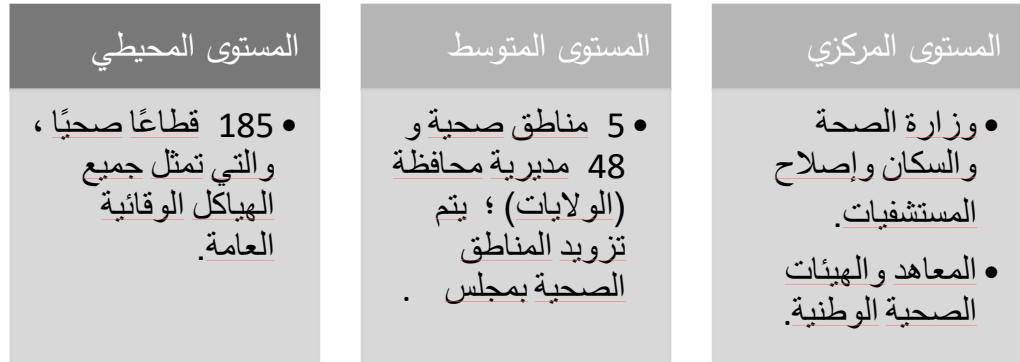 المستوى المركزي
• وزارة الصحة
والسكان وإصلاح
المستشفيات.
• المعاهد والهيئات
الصحية الوطنية.
المستوى المتوسط
• 5 مناطق صحية و
48 مديرية محافظة
(الولايات) ؛ يتم
تزويد المناطق
الصحية بمجلس .
المستوى المحيطي
• 185 قطاعًا صحيًا ،
والتي تمثل جميع
الهياكل الوقائية
العامة.